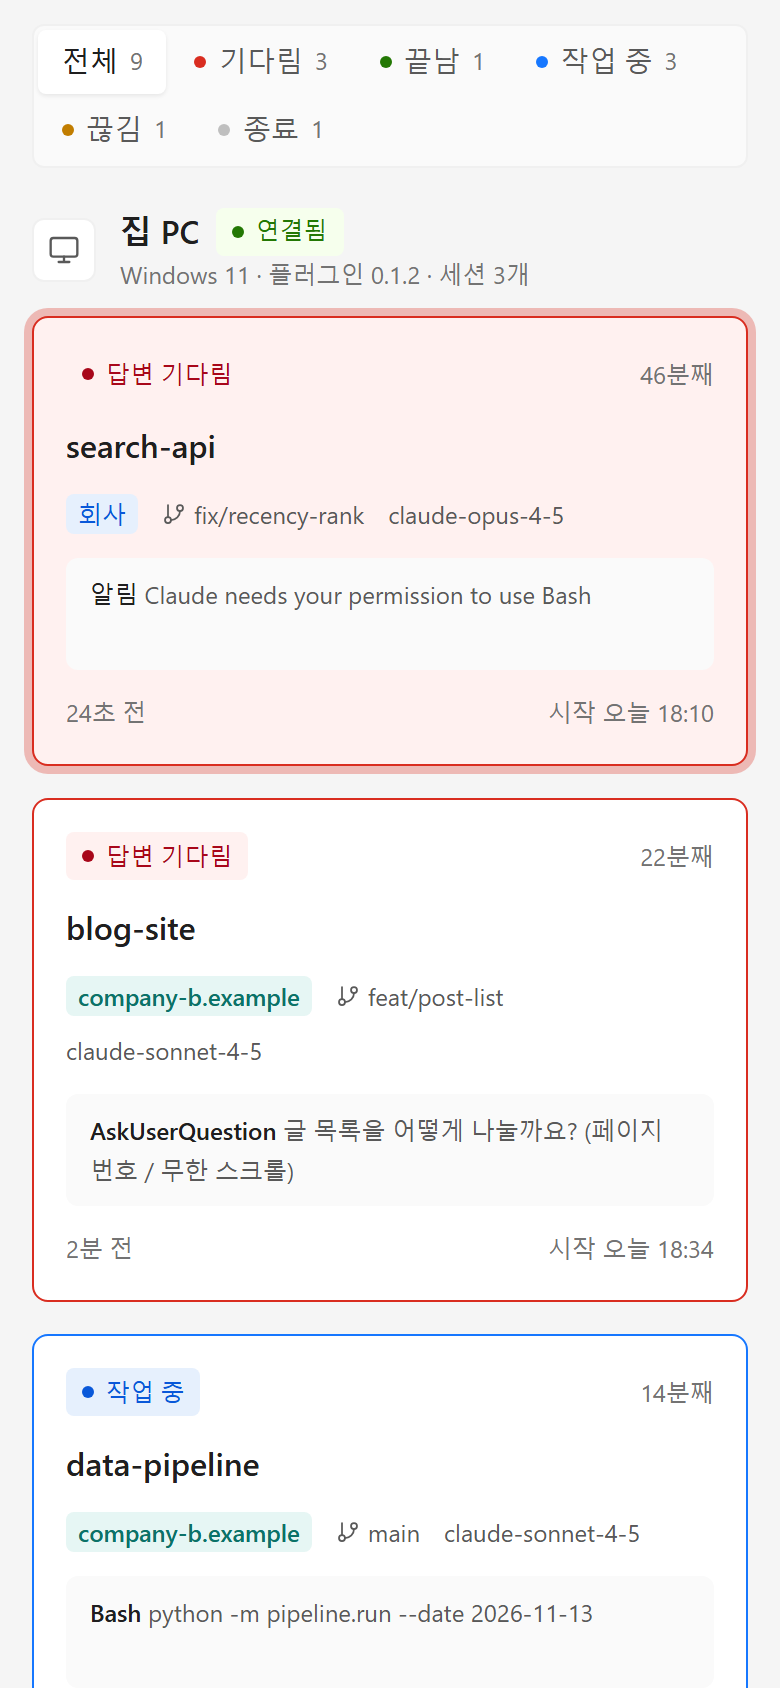 전체 9 기다림 3 끝남 1 작업 중 3
끊김 1 종료 1
집 PC 연결됨
Windows 11 · 플러그인 0.1.2 · 세션 3개
답변 기다림 46분째
search-api
회사 fix/recency-rank claude-opus-4-5
알림 Claude needs your permission to use Bash
24초 전 시작 오늘 18:10
답변 기다림 22분째
blog-site
company-b.example feat/post-list
claude-sonnet-4-5
AskUserQuestion 글 목록을 어떻게 나눌까요? (페이지
번호 / 무한 스크롤)
2분 전 시작 오늘 18:34
작업 중 14분째
data-pipeline
company-b.example main claude-sonnet-4-5
Bash python -m pipeline.run --date 2026-11-13